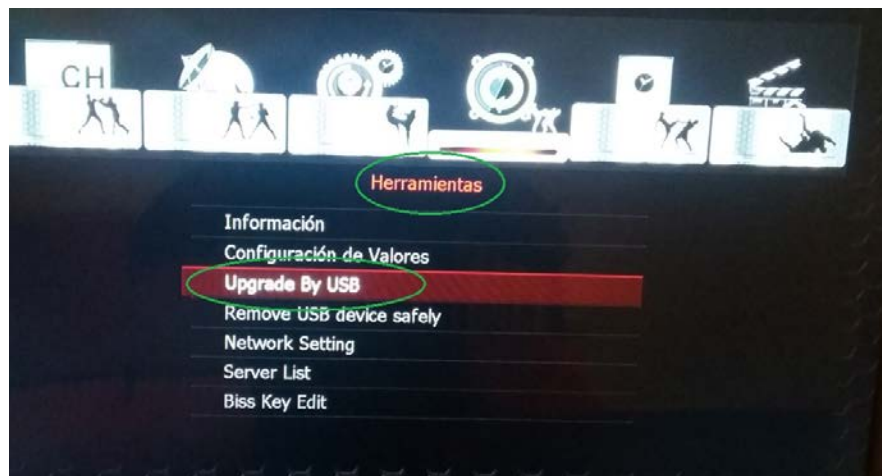 CH
Herramientas
Información
Configuración de Valores
Upgrade By USB
Remove USB device safely
Network Setting
Server List
Biss Key Edit